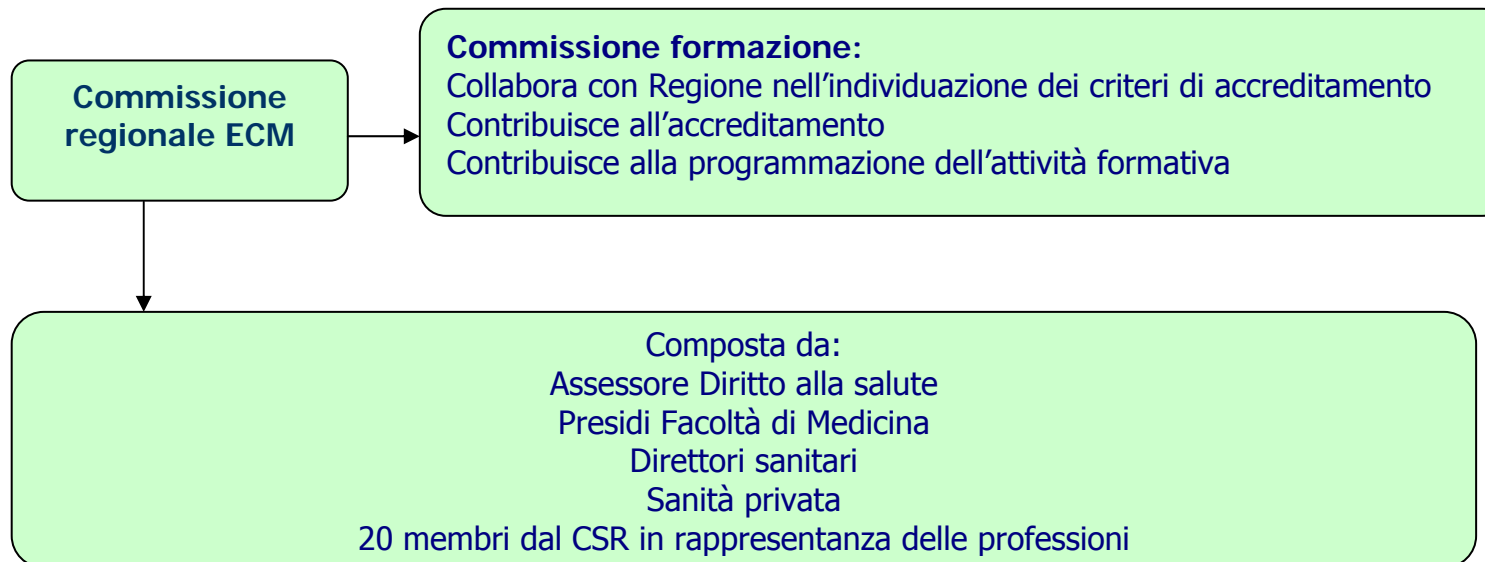 Commissione
regionale ECM
Commissione formazione:
Collabora con Regione nell’individuazione dei criteri di accreditamento
Contribuisce all’accreditamento
Contribuisce alla programmazione dell’attività formativa
Composta da:
Assessore Diritto alla salute
Presidi Facoltà di Medicina
Direttori sanitari
Sanità privata
20 membri dal CSR in rappresentanza delle professioni